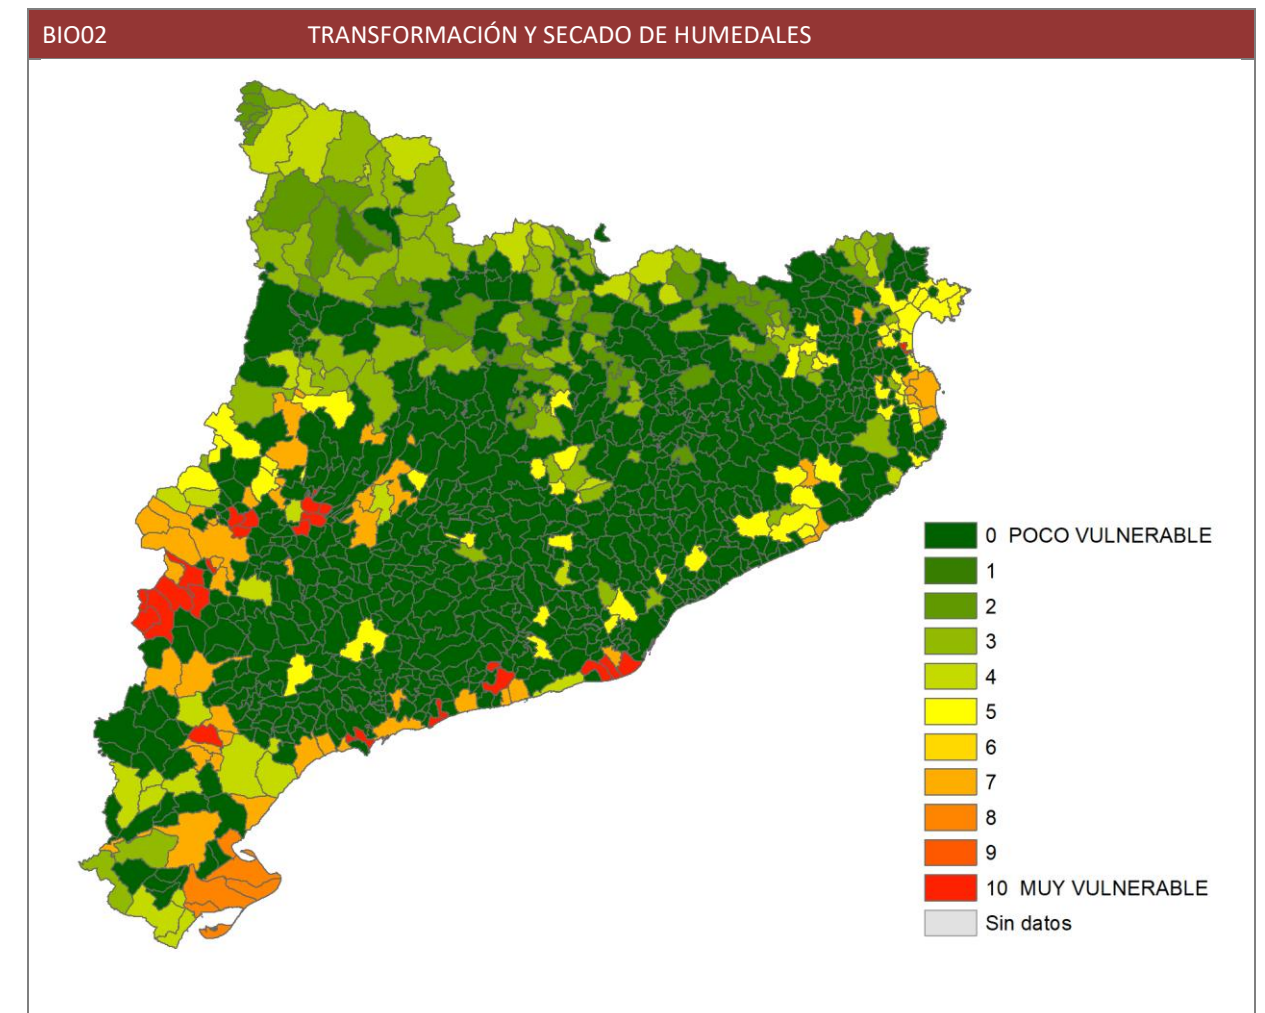 BIO02 TRANSFORMACIÓN Y SECADO DE HUMEDALES
0 POCO VULNERABLE
1
2
3
4
5
6
7
8
9
10 MUY VULNERABLE
Sin datos